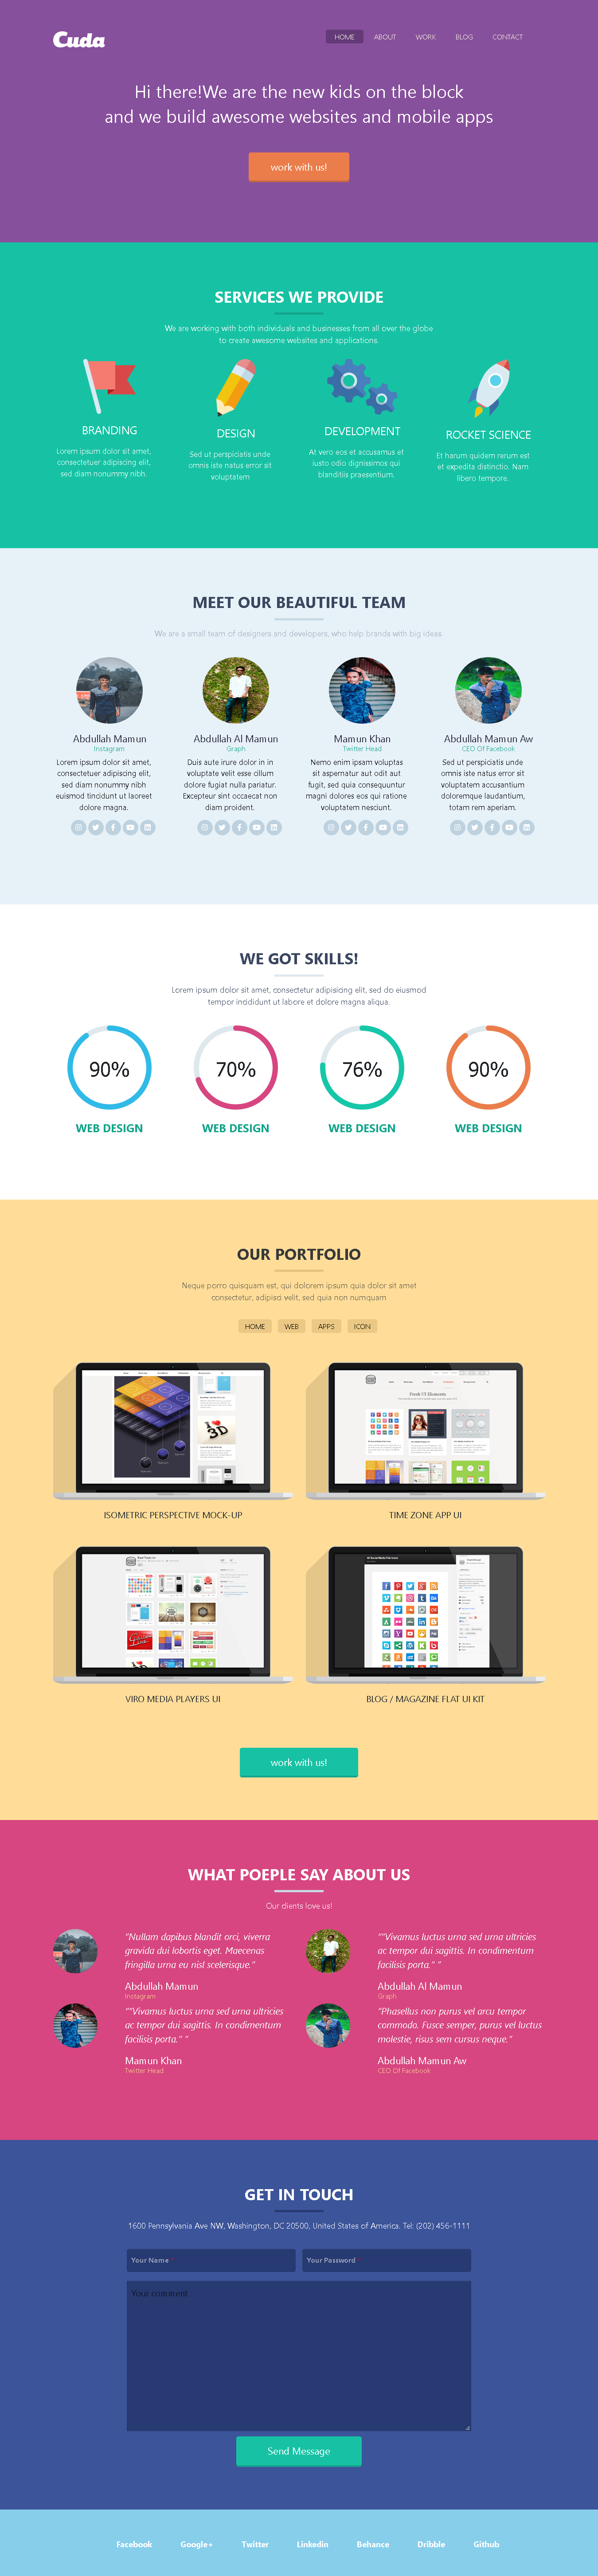 Cuda
HOME ABOUT WORK BLOG CONTACT
Hi there!We are the new kids on the block
and we build awesome websites and mobile apps
work with us!
SERVICES WE PROVIDE
We are working with both individuals and businesses from all over the globe
to create awesome websites and applications.
BRANDING
Lorem ipsum dolor sit amet,
consectetuer adipiscing elit,
sed diam nonummy nibh.
DESIGN
Sed ut perspiciatis unde
omnis iste natus error sit
voluptatem
DEVELOPMENT
At vero eos et accusamus et
iusto odio dignissimos qui
blanditiis praesentium.
ROCKET SCIENCE
Et harum quidem rerum est
et expedita distinctio. Nam
libero tempore.
MEET OUR BEAUTIFUL TEAM
We are a small team of designers and developers, who help brands with big ideas.
Abdullah Mamun
Instagram
Lorem ipsum dolor sit amet,
consectetuer adipiscing elit,
sed diam nonummy nibh
euismod tincidunt ut laoreet
dolore magna.
Abdullah Al Mamun
Graph
Duis aute irure dolor in in
voluptate velit esse cillum
dolore fugiat nulla pariatur.
Excepteur sint occaecat non
diam proident.
Mamun Khan
Twitter Head
Nemo enim ipsam voluptas
sit aspernatur aut odit aut
fugit, sed quia consequuntur
magni dolores eos qui ratione
voluptatem nesciunt.
Abdullah Mamun Aw
CEO Of Facebook
Sed ut perspiciatis unde
omnis iste natus error sit
voluptatem accusantium
doloremque laudantium,
totam rem aperiam.
WE GOT SKILLS!
Lorem ipsum dolor sit amet, consectetur adipisicing elit, sed do eiusmod
tempor incididunt ut labore et dolore magna aliqua.
90% 70% 76% 90%
WEB DESIGN WEB DESIGN WEB DESIGN WEB DESIGN
OUR PORTFOLIO
Neque porro quisquam est, qui dolorem ipsum quia dolor sit amet
consectetur, adipisci velit, sed quia non numquam
HOME WEB APPS ICON
I 3D
Fresh UI Elements
ISOMETRIC PERSPECTIVE MOCK-UP
TIME ZONE APP UI
VIRO MEDIA PLAYERS UI
BLOG / MAGAZINE FLAT UI KIT
work with us!
WHAT POEPLE SAY ABOUT US
Our clients love us!
"Nullam dapibus blandit orci, viverra
gravida dui lobortis eget. Maecenas
fringilla urna eu nisl scelerisque."
Abdullah Mamun
Instagram
""Vivamus luctus urna sed urna ultricies
ac tempor dui sagittis. In condimentum
facilisis porta." "
Abdullah Al Mamun
Graph
""Vivamus luctus urna sed urna ultricies
ac tempor dui sagittis. In condimentum
facilisis porta." "
Mamun Khan
Twitter Head
"Phasellus non purus vel arcu tempor
commodo. Fusce semper, purus vel luctus
molestie, risus sem cursus neque."
Abdullah Mamun Aw
CEO Of Facebook
GET IN TOUCH
1600 Pennsylvania Ave NW, Washington, DC 20500, United States of America. Tel: (202) 456-1111
Your Name * Your Password *
Your comment
Send Message
Facebook Google+ Twitter Linkedin Behance Dribble Github